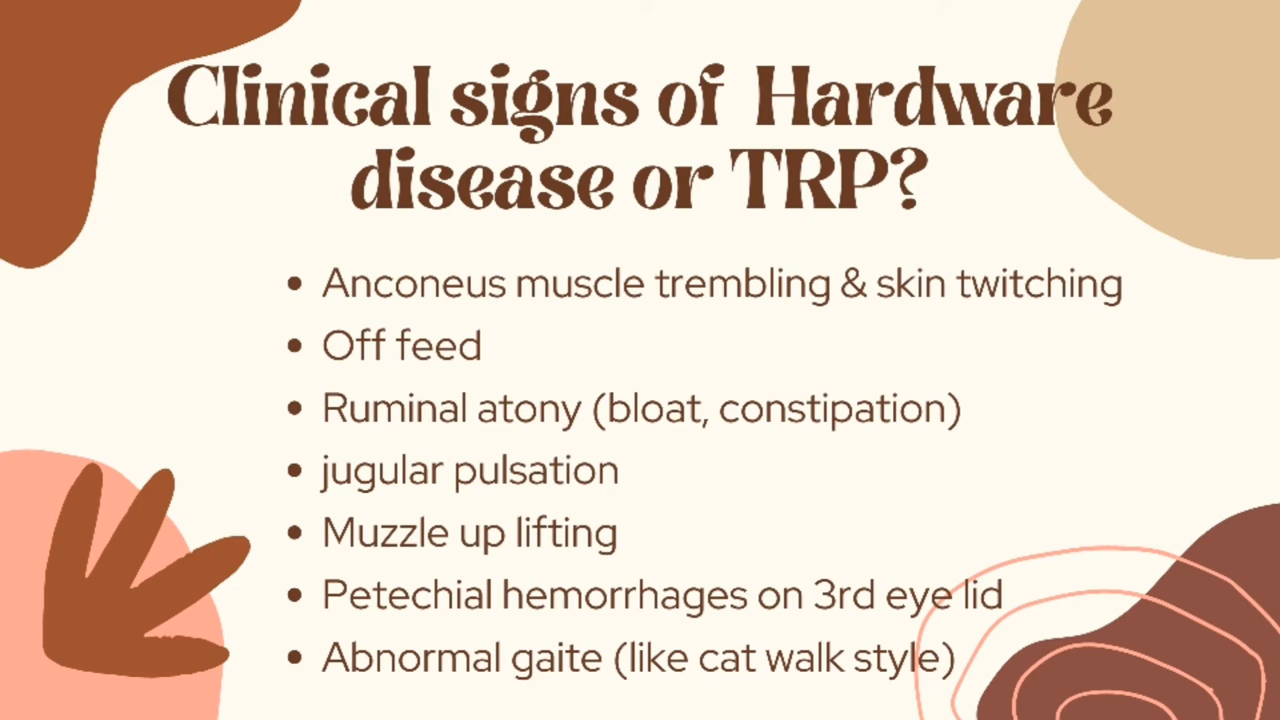 Clinical signs of Hardware
disease or TRP?
• Anconeus muscle trembling & skin twitching
• Off feed
• Ruminal atony (bloat, constipation)
• jugular pulsation
• Muzzle up lifting
• Petechial hemorrhages on 3rd eye lid
• Abnormal gaite (like cat walk style)